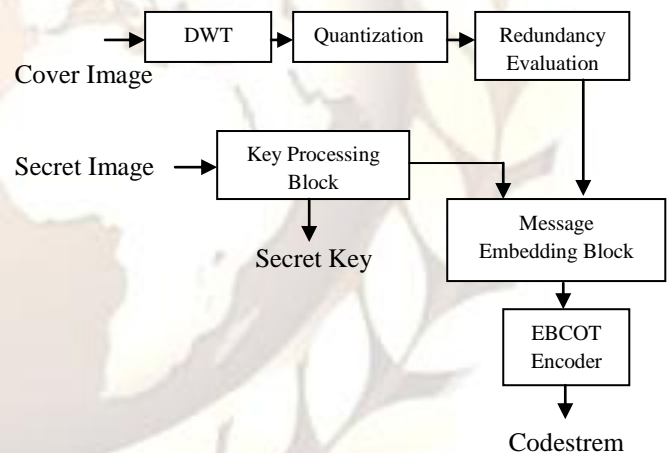 DWT
Quantization
Redundancy
Evaluation
Cover Image
Secret Image
Key Processing
Block
Secret Key
Message
Embedding Block
EBCOT
Encoder
Codestrem